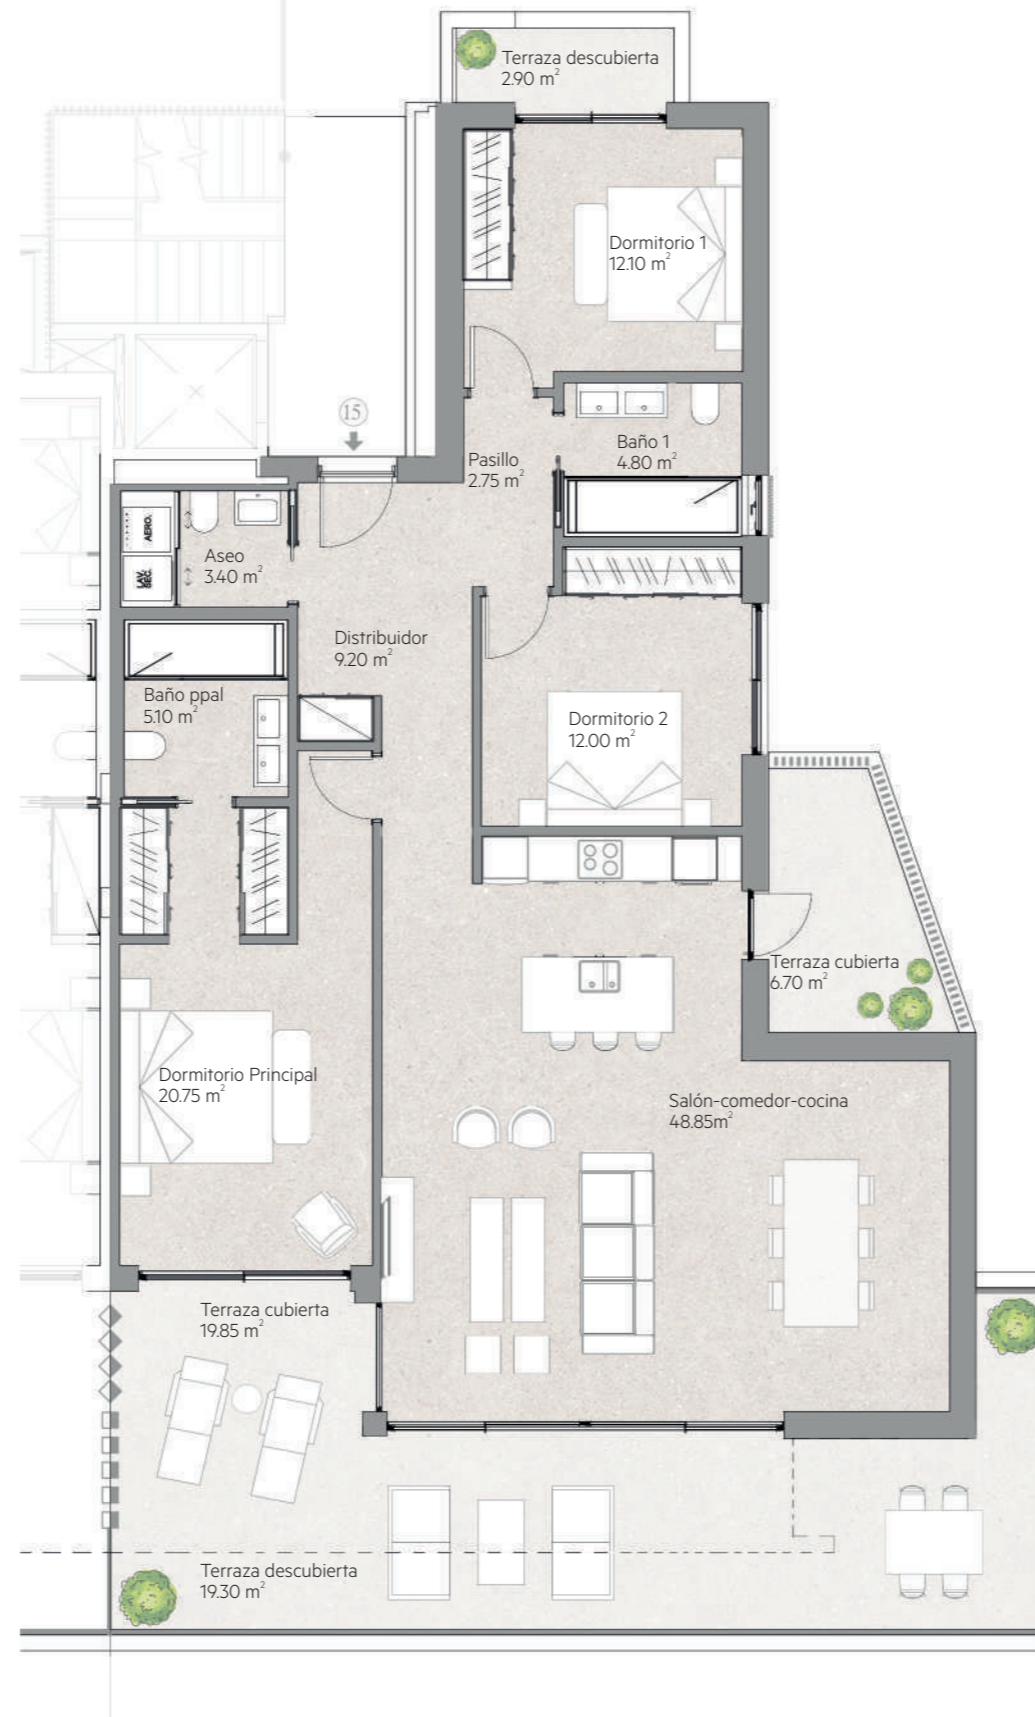 Terraza descubierta
2.90 m²
Dormitorio 1
12.10 m²
15
Baño 1
4.80 m²
Pasillo
2.75 m²
AERO.
LAV.
SEC.
Aseo
3.40 m²
Distribuidor
9.20 m²
Baño ppal
5.10 m²
Dormitorio 2
12.00 m²
Terraza cubierta
6.70 m²
Dormitorio Principal
20.75 m²
Salón-comedor-cocina
48.85m²
Terraza cubierta
19.85 m²
Terraza descubierta
19.30 m²